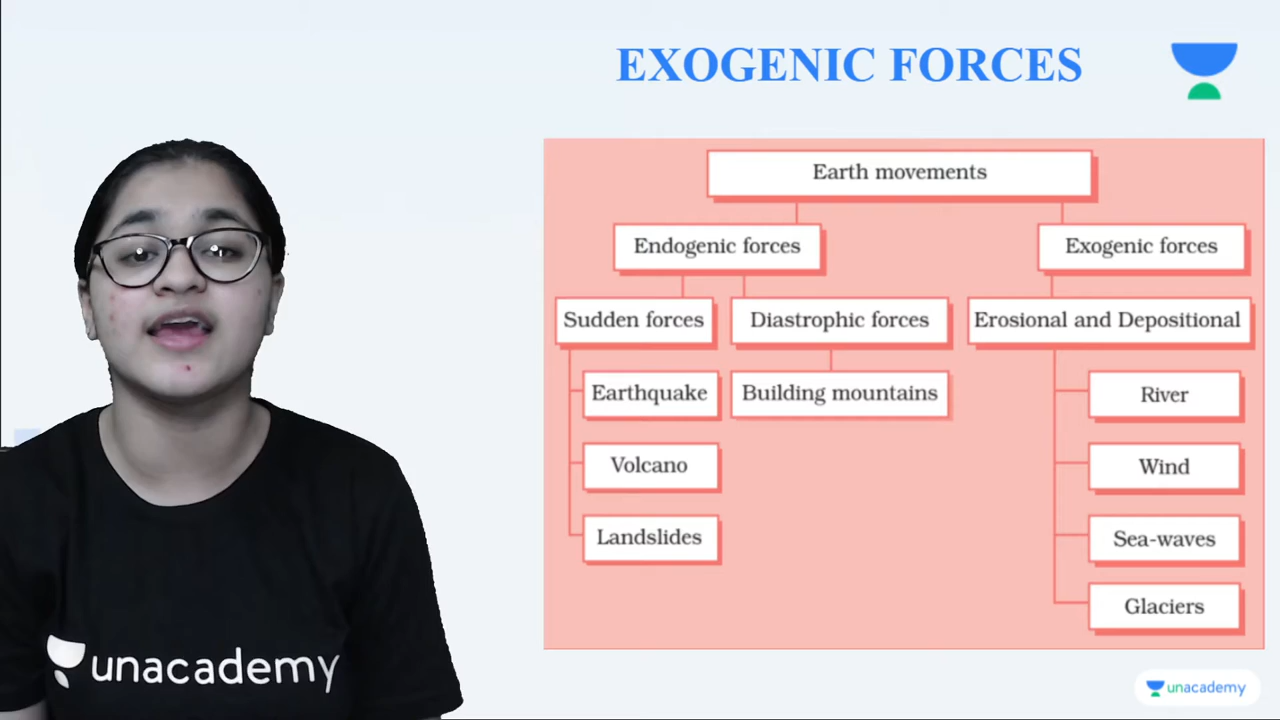 EXOGENIC FORCES
Earth movements
Endogenic forces
Exogenic forces
Sudden forces
Diastrophic forces
Erosional and Depositional
Earthquake
Building mountains
River
Volcano
Wind
Landslides
Sea-waves
Glaciers
unacademy
unacademy